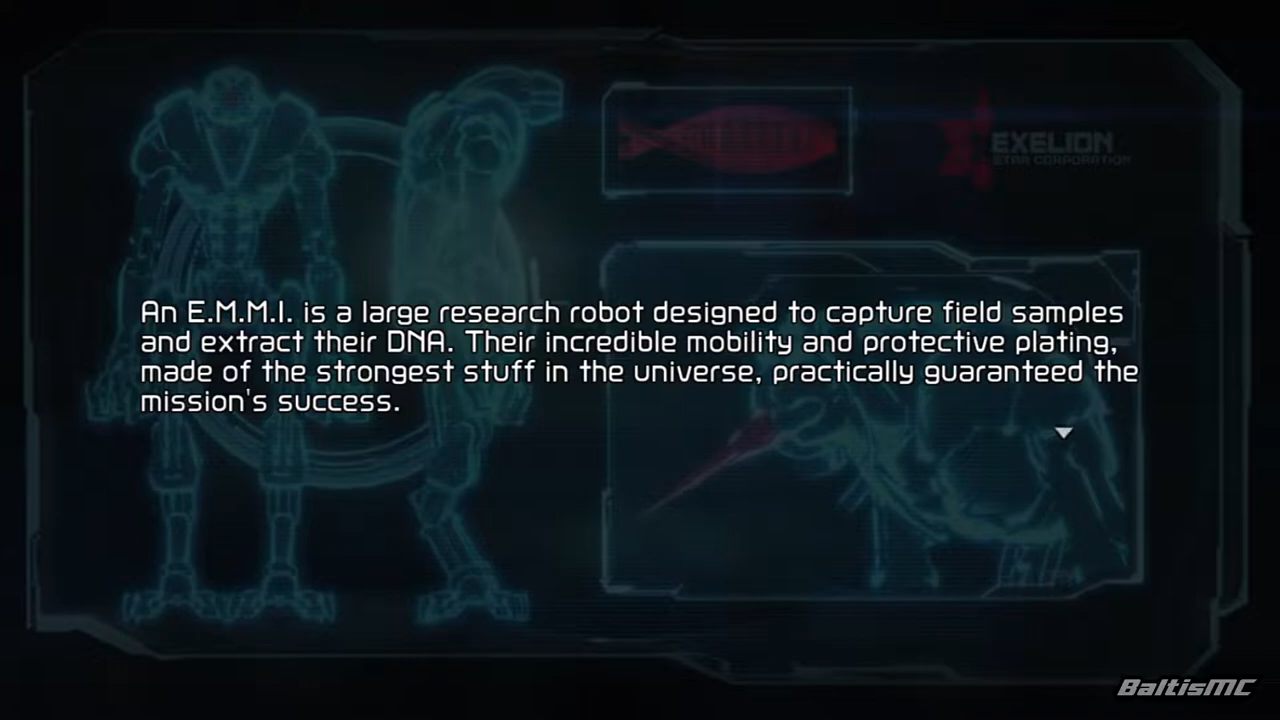 EXELION
STAR CORPORATION
An E.M.M.I. is a large research robot designed to capture field samples
and extract their DNA. Their incredible mobility and protective plating,
made of the strongest stuff in the universe, practically guaranteed the
mission's success.
BaltisMC